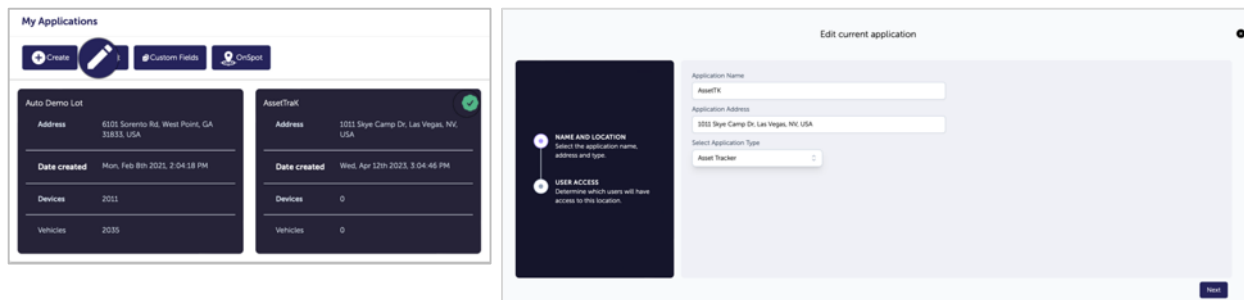 My Applications
Create
Custom Fields
OnSpot
Auto Demo Lot
Address 6101 Sorento Rd, West Point, GA
31833, USA
Date created Mon, Feb 8th 2021, 2:04:18 PM
Devices 2011
Vehicles 2035
AssetTraK
Address 1011 Skye Camp Dr, Las Vegas, NV,
USA
Date created Wed, Apr 12th 2023, 3:04:46 PM
Devices 0
Vehicles 0
Edit current application
NAME AND LOCATION
Select the application name,
address and type.
USER ACCESS
Determine which users will have
access to this location.
Application Name
AssetTK
Application Address
1011 Skye Camp Dr, Las Vegas, NV, USA
Select Application Type
Asset Tracker
Next